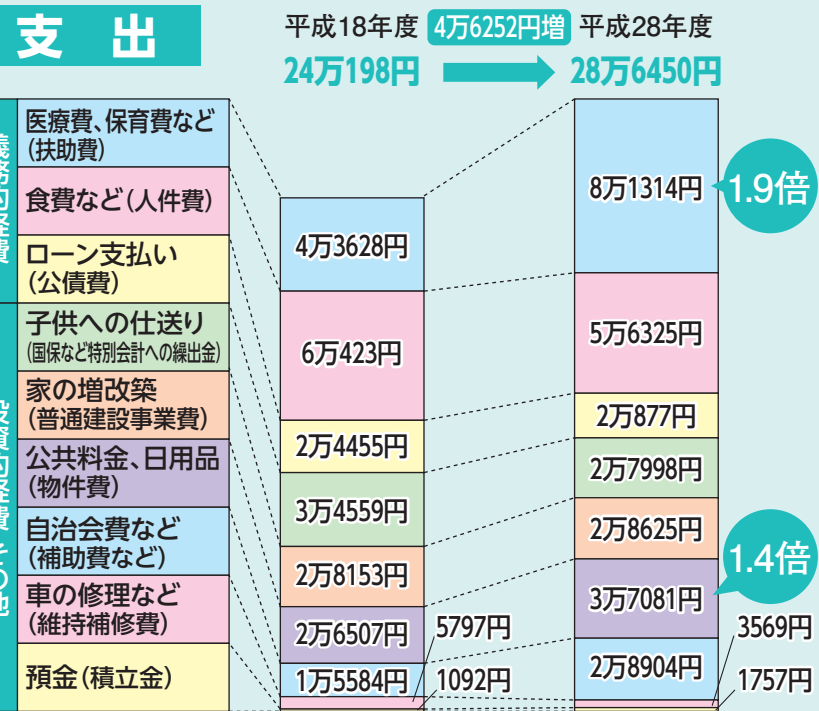 支出
平成18年度 4万6252円増 平成28年度
24万198円 28万6450円
義務的経費
医療費、保育費など
(扶助費)
食費など(人件費)
ローン支払い
(公債費)
投資的経費・その他
子供への仕送り
(国保など特別会計への繰出金)
家の増改築
(普通建設事業費)
公共料金、日用品
(物件費)
自治会費など
(補助費など)
車の修理など
(維持補修費)
預金(積立金)
4万3628円
6万423円
2万4455円
3万4559円
2万8153円
2万6507円
1万5584円
5797円
1092円
8万1314円
1.9倍
5万6325円
2万877円
2万7998円
2万8625円
3万7081円
1.4倍
2万8904円
3569円
1757円